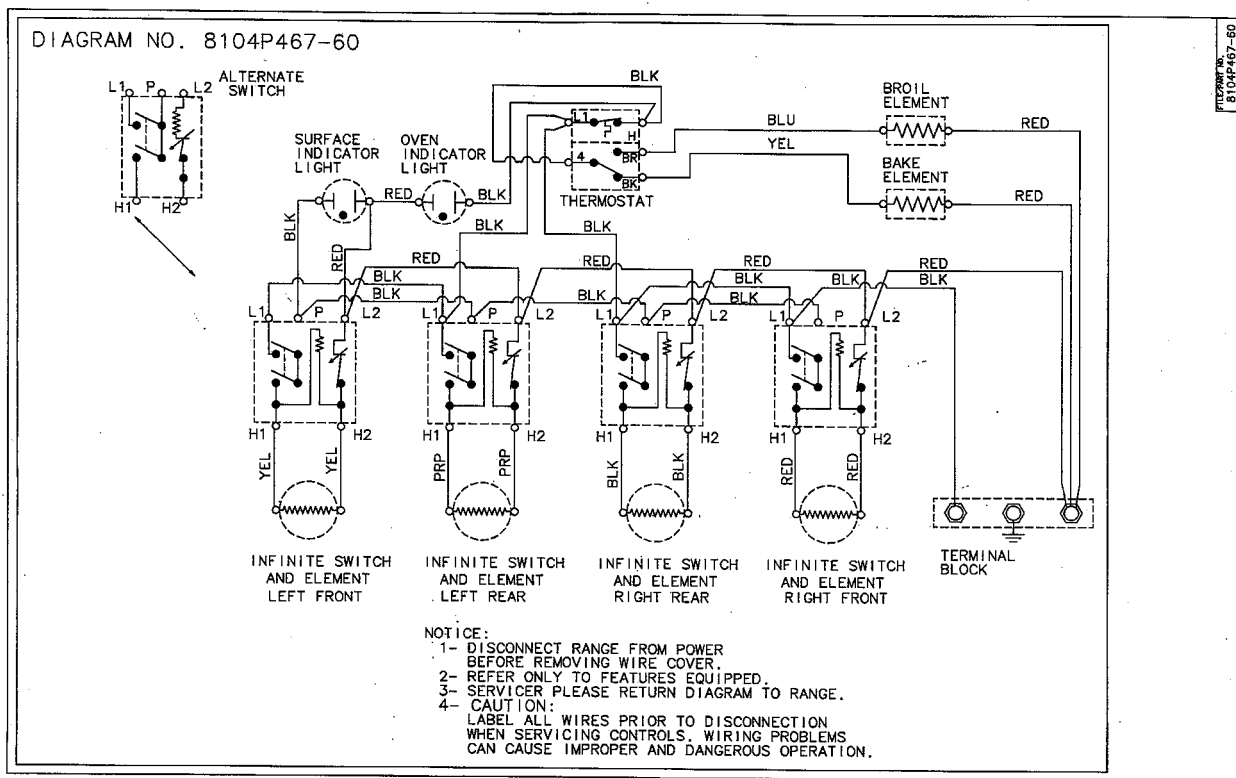 DIAGRAM NO. 8104P467-60
FILE/PART NO.
8104P467-60
L1 P L2
ALTERNATE
SWITCH
H1 H2
SURFACE
INDICATOR
LIGHT
OVEN
INDICATOR
LIGHT
BLK
L1
H
4
BR
BK
THERMOSTAT
BLU
YEL
BROIL
ELEMENT
RED
BAKE
ELEMENT
RED
RED
BLK
BLK
RED
BLK
BLK
RED
BLK
BLK
RED
BLK
RED
BLK
BLK
RED
BLK
BLK
L1 P L2
L1 P L2
L1 P L2
L1 P L2
H1 H2
H1 H2
H1 H2
H1 H2
YEL YEL
PRP PRP
BLK BLK
RED RED
INFINITE SWITCH
AND ELEMENT
LEFT FRONT
INFINITE SWITCH
AND ELEMENT
LEFT REAR
INFINITE SWITCH
AND ELEMENT
RIGHT REAR
INFINITE SWITCH
AND ELEMENT
RIGHT FRONT
TERMINAL
BLOCK
NOTICE:
1- DISCONNECT RANGE FROM POWER
BEFORE REMOVING WIRE COVER.
2- REFER ONLY TO FEATURES EQUIPPED.
3- SERVICER PLEASE RETURN DIAGRAM TO RANGE.
4- CAUTION:
LABEL ALL WIRES PRIOR TO DISCONNECTION
WHEN SERVICING CONTROLS. WIRING PROBLEMS
CAN CAUSE IMPROPER AND DANGEROUS OPERATION.